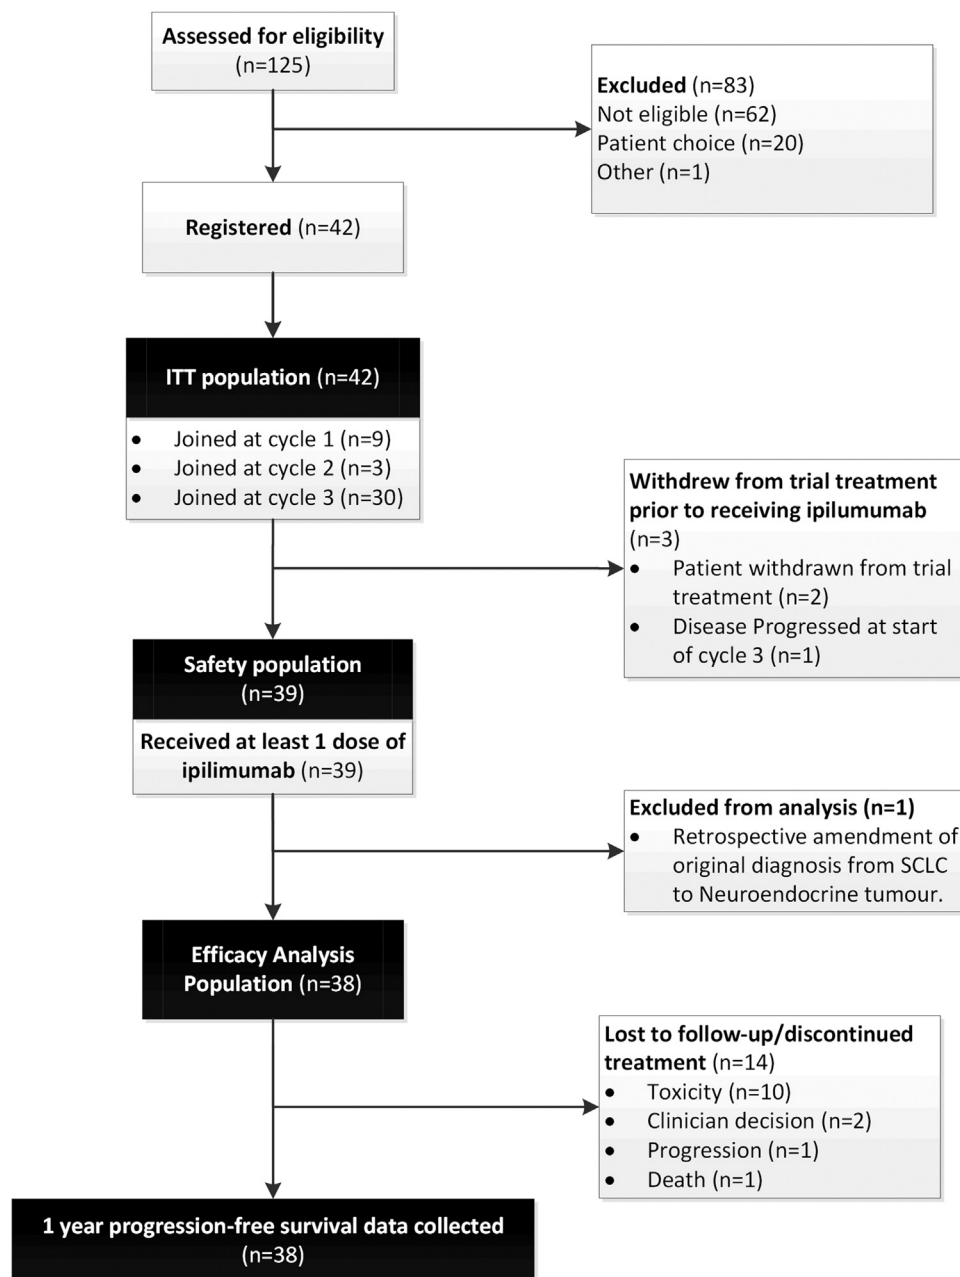 Assessed for eligibility
(n=125)
Excluded (n=83)
Not eligible (n=62)
Patient choice (n=20)
Other (n=1)
Registered (n=42)
ITT population (n=42)
• Joined at cycle 1 (n=9)
• Joined at cycle 2 (n=3)
• Joined at cycle 3 (n=30)
Withdrew from trial treatment
prior to receiving ipilumumab
(n=3)
• Patient withdrawn from trial
treatment (n=2)
• Disease Progressed at start
of cycle 3 (n=1)
Safety population
(n=39)
Received at least 1 dose of
ipilimumab (n=39)
Excluded from analysis (n=1)
• Retrospective amendment of
original diagnosis from SCLC
to Neuroendocrine tumour.
Efficacy Analysis
Population (n=38)
Lost to follow-up/discontinued
treatment (n=14)
• Toxicity (n=10)
• Clinician decision (n=2)
• Progression (n=1)
• Death (n=1)
1 year progression-free survival data collected
(n=38)